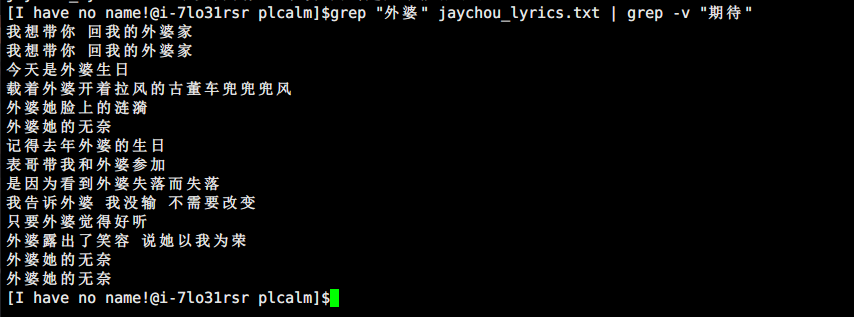 [I have no name!@i-7lo31rsr plcalm]$grep "外婆" jaychou_lyrics.txt | grep -v "期待"
我想带你 回我的外婆家
我想带你 回我的外婆家
今天是外婆生日
载着外婆开着拉风的古董车兜兜兜风
外婆她脸上的涟漪
外婆她的无奈
记得去年外婆的生日
表哥带我和外婆参加
是因为看到外婆失落而失落
我告诉外婆 我没输 不需要改变
只要外婆觉得好听
外婆露出了笑容 说她以我为荣
外婆她的无奈
外婆她的无奈
[I have no name!@i-7lo31rsr plcalm]$